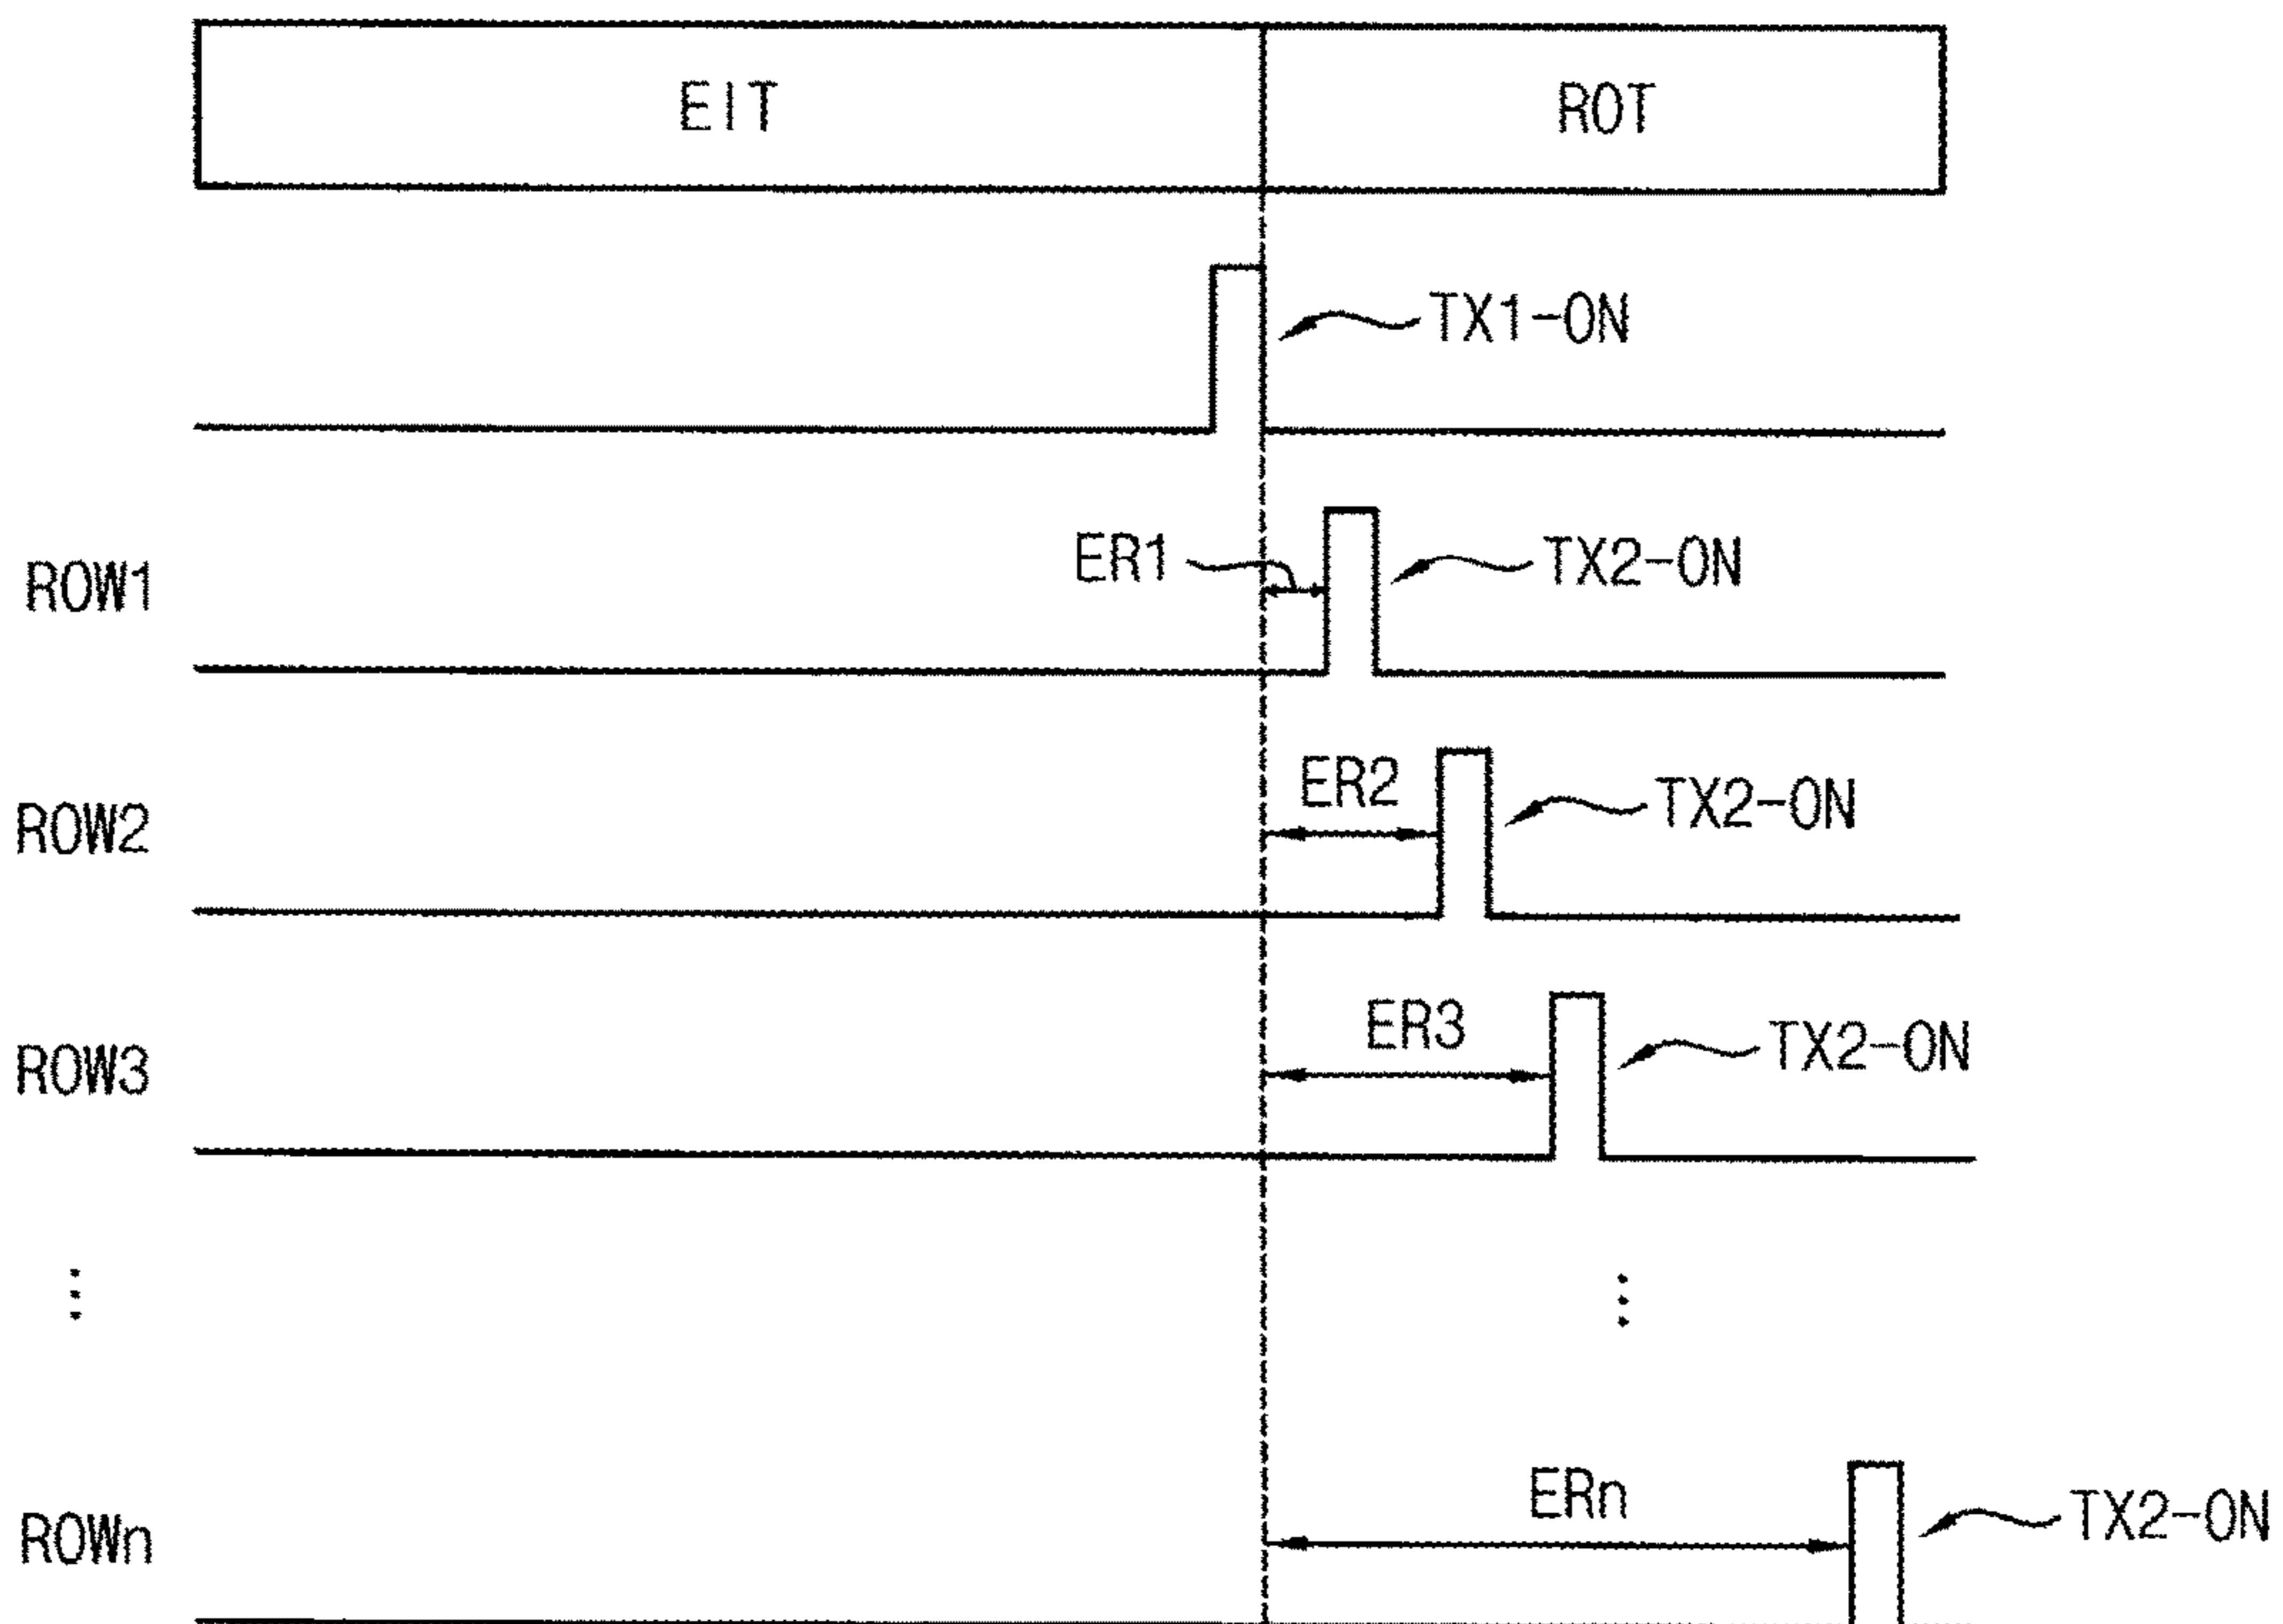 EIT ROT
TX1-ON
ROW1 ER1 TX2-ON
ROW2 ER2 TX2-ON
ROW3 ER3 TX2-ON
ROWn ERn TX2-ON